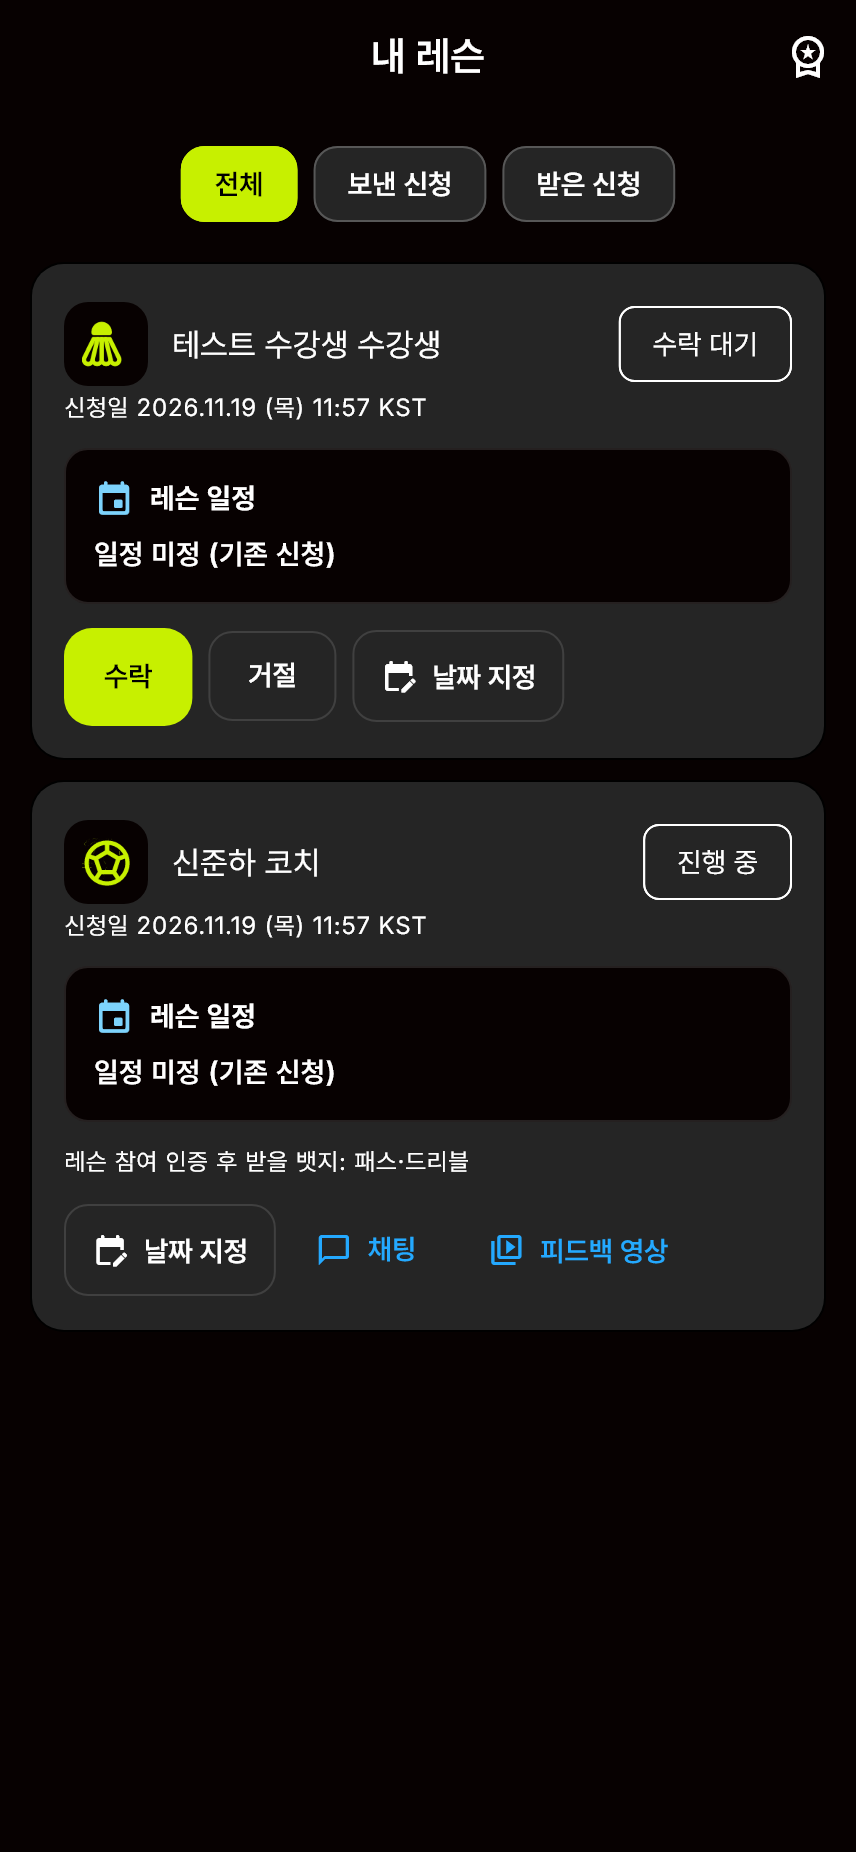 내 레슨
전체 보낸 신청 받은 신청
테스트 수강생 수강생 수락 대기
신청일 2026.11.19 (목) 11:57 KST
레슨 일정
일정 미정 (기존 신청)
수락 거절 날짜 지정
신준하 코치 진행 중
신청일 2026.11.19 (목) 11:57 KST
레슨 일정
일정 미정 (기존 신청)
레슨 참여 인증 후 받을 뱃지: 패스·드리블
날짜 지정 채팅 피드백 영상